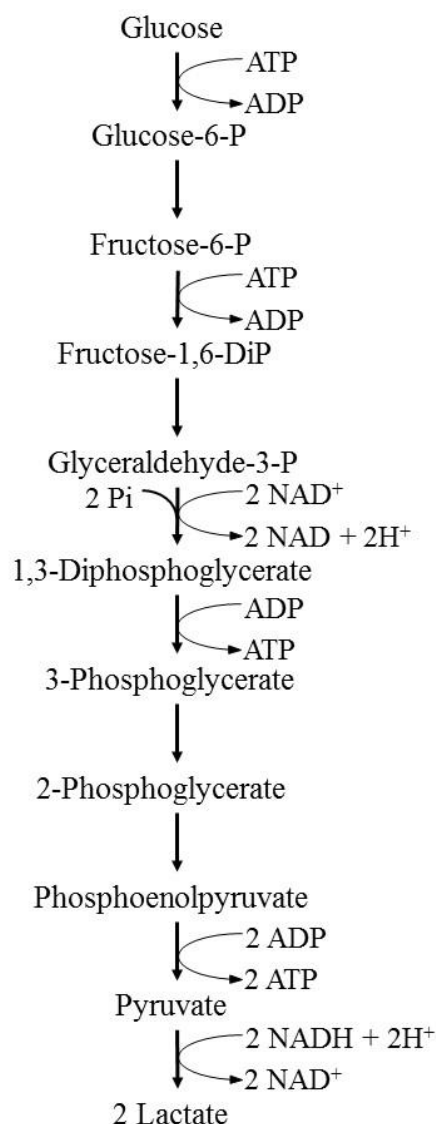 Glucose
ATP
ADP
Glucose-6-P
Fructose-6-P
ATP
ADP
Fructose-1,6-DiP
Glyceraldehyde-3-P
2 Pi
2 NAD⁺
2 NAD + 2H⁺
1,3-Diphosphoglycerate
ADP
ATP
3-Phosphoglycerate
2-Phosphoglycerate
Phosphoenolpyruvate
2 ADP
2 ATP
Pyruvate
2 NADH + 2H⁺
2 NAD⁺
2 Lactate